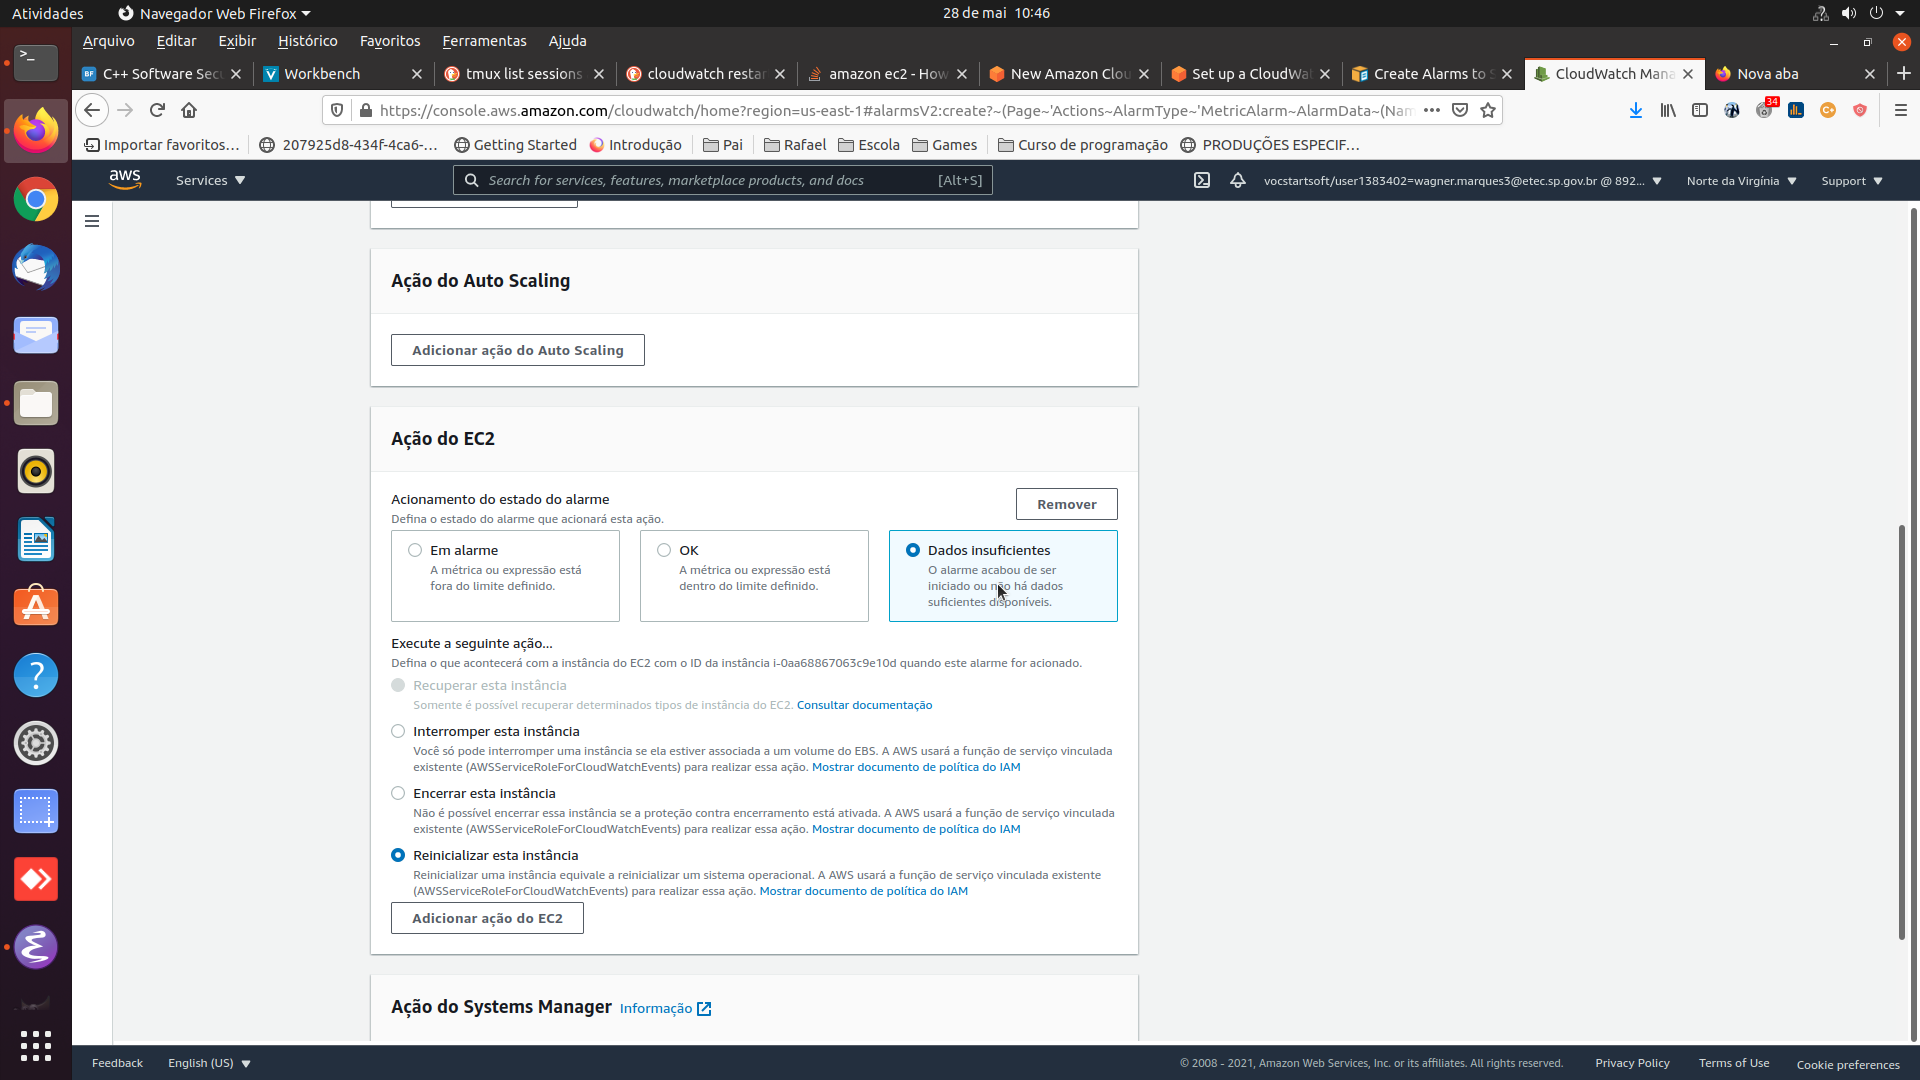 Atividades
Navegador Web Firefox
28 de mai 10:46
Arquivo Editar Exibir Histórico Favoritos Ferramentas Ajuda
C++ Software Sec
Workbench
tmux list sessions
cloudwatch restar
amazon ec2 - How
New Amazon Clou
Set up a CloudWat
Create Alarms to S
CloudWatch Mana
Nova aba
https://console.aws.amazon.com/cloudwatch/home?region=us-east-1#alarmsV2:create?~(Page~'Actions~AlarmType~'MetricAlarm~AlarmData~(Nam
34
Importar favoritos...
207925d8-434f-4ca6-...
Getting Started
Introdução
Pai
Rafael
Escola
Games
Curso de programação
PRODUÇÕES ESPECIF...
aws
Services
Search for services, features, marketplace products, and docs [Alt+S]
vocstartsoft/user1383402=wagner.marques3@etec.sp.gov.br @ 892...
Norte da Virgínia
Support
Ação do Auto Scaling
Adicionar ação do Auto Scaling
Ação do EC2
Acionamento do estado do alarme
Defina o estado do alarme que acionará esta ação.
Remover
Em alarme
A métrica ou expressão está
fora do limite definido.
OK
A métrica ou expressão está
dentro do limite definido.
Dados insuficientes
O alarme acabou de ser
iniciado ou não há dados
suficientes disponíveis.
Execute a seguinte ação...
Defina o que acontecerá com a instância do EC2 com o ID da instância i-0aa68867063c9e10d quando este alarme for acionado.
Recuperar esta instância
Somente é possível recuperar determinados tipos de instância do EC2. Consultar documentação
Interromper esta instância
Você só pode interromper uma instância se ela estiver associada a um volume do EBS. A AWS usará a função de serviço vinculada
existente (AWSServiceRoleForCloudWatchEvents) para realizar essa ação. Mostrar documento de política do IAM
Encerrar esta instância
Não é possível encerrar essa instância se a proteção contra encerramento está ativada. A AWS usará a função de serviço vinculada
existente (AWSServiceRoleForCloudWatchEvents) para realizar essa ação. Mostrar documento de política do IAM
Reinicializar esta instância
Reinicializar uma instância equivale a reinicializar um sistema operacional. A AWS usará a função de serviço vinculada existente
(AWSServiceRoleForCloudWatchEvents) para realizar essa ação. Mostrar documento de política do IAM
Adicionar ação do EC2
Ação do Systems Manager Informação
Feedback
English (US)
© 2008 - 2021, Amazon Web Services, Inc. or its affiliates. All rights reserved.
Privacy Policy
Terms of Use
Cookie preferences